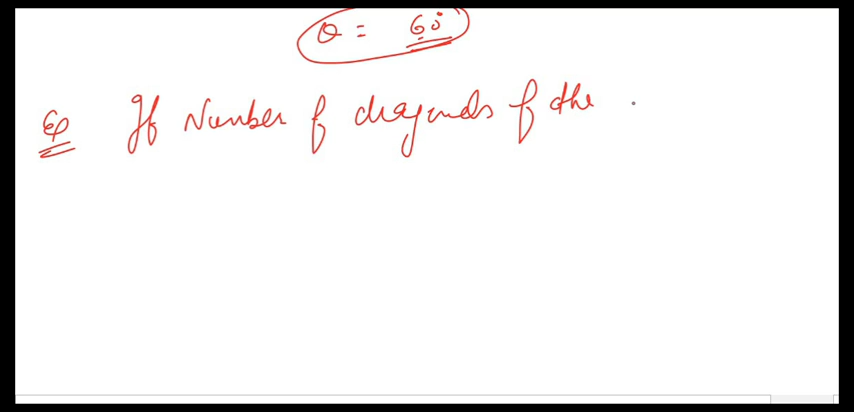 θ = 60°
Ex If Number of diagonals of the